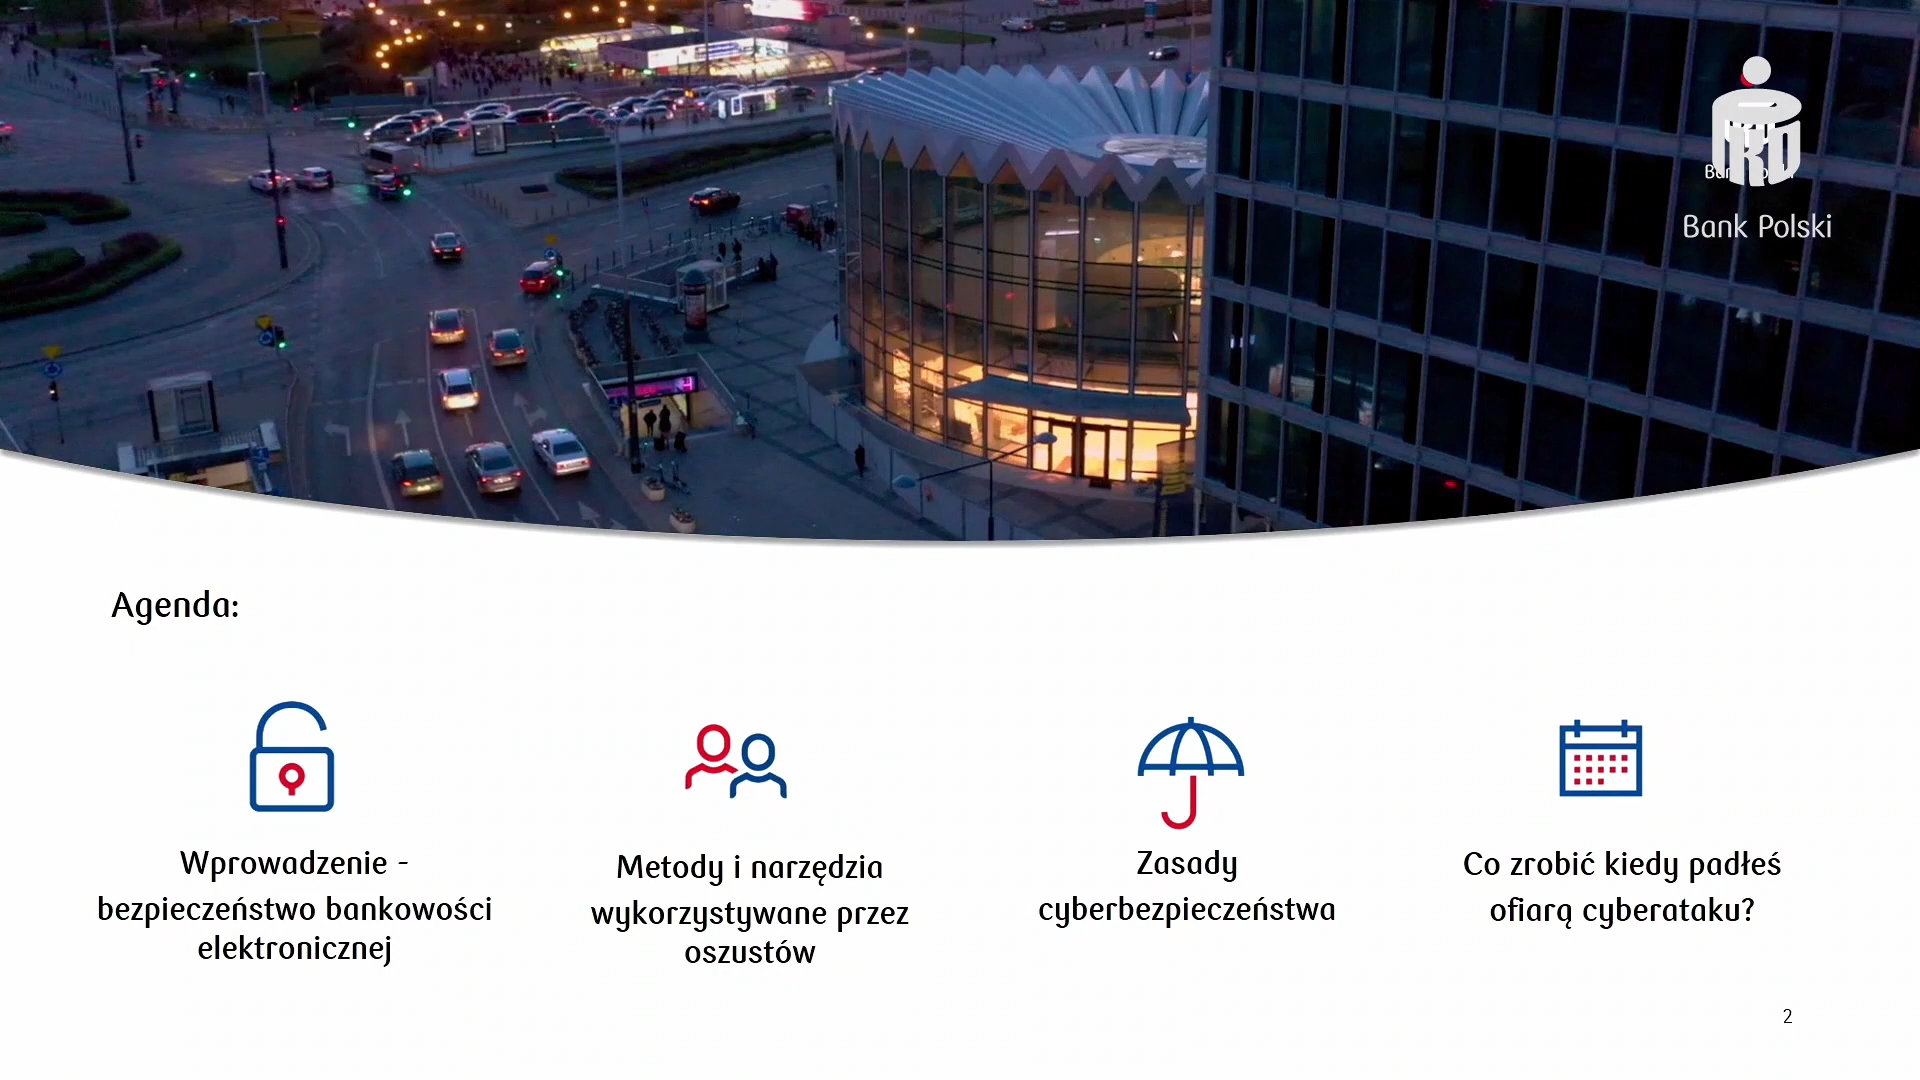 PKO
Bank Polski
Agenda:
Wprowadzenie -
bezpieczeństwo bankowości
elektronicznej
Metody i narzędzia
wykorzystywane przez
oszustów
Zasady
cyberbezpieczeństwa
Co zrobić kiedy padłeś
ofiarą cyberataku?
2